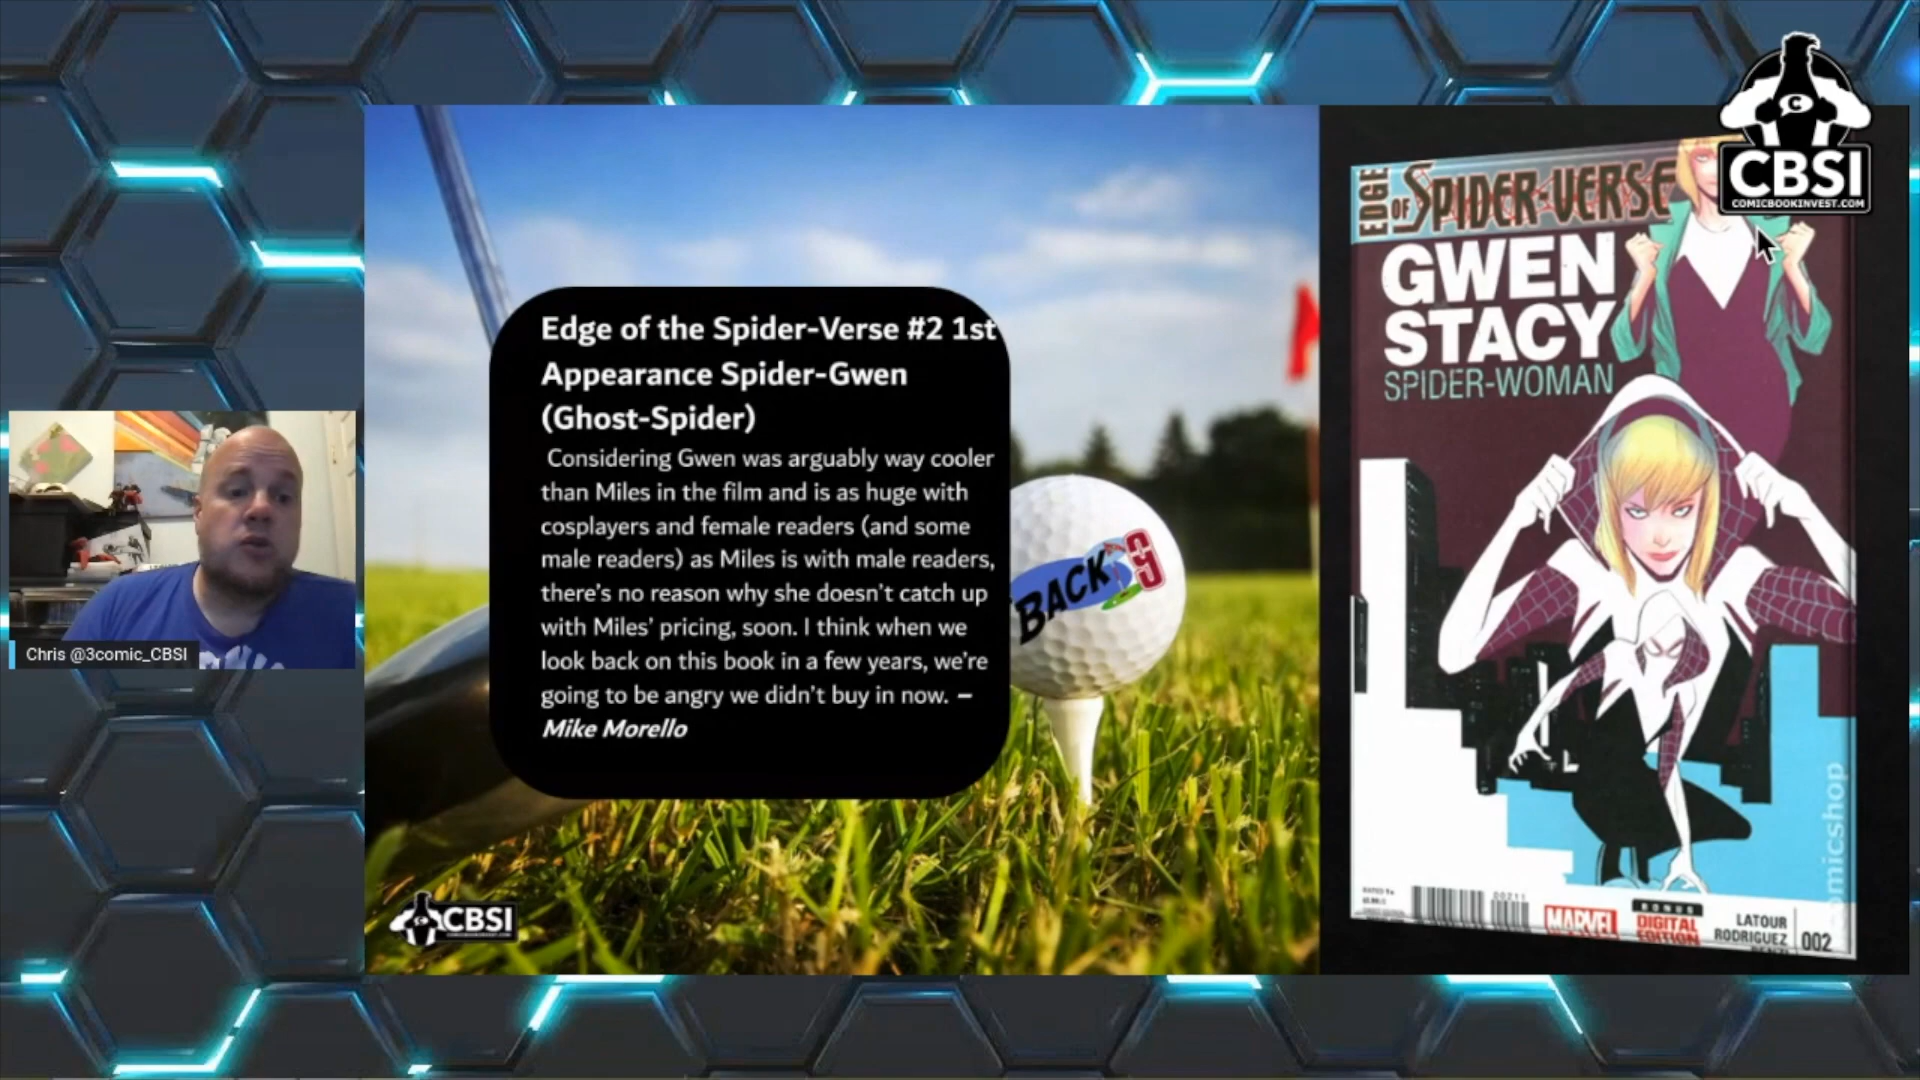 CBSI
COMICBOOKINVEST.COM
Edge of the Spider-Verse #2 1st
Appearance Spider-Gwen
(Ghost-Spider)
Considering Gwen was arguably way cooler
than Miles in the film and is as huge with
cosplayers and female readers (and some
male readers) as Miles is with male readers,
there's no reason why she doesn't catch up
with Miles' pricing, soon. I think when we
look back on this book in a few years, we're
going to be angry we didn't buy in now. –
Mike Morello
BACK 9
EDGE OF SPIDER-VERSE
GWEN
STACY
SPIDER-WOMAN
Chris @3comic_CBSI
CBSI
00211
MARVEL
BONUS
DIGITAL
EDITION
LATOUR
RODRIGUEZ
002
comicshop